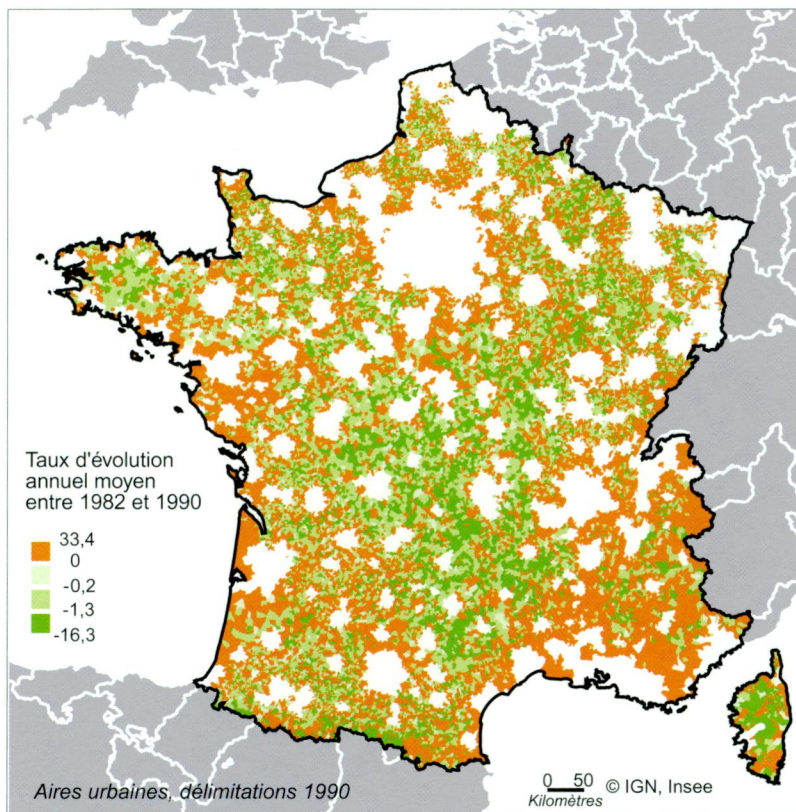 Taux d'évolution
annuel moyen
entre 1982 et 1990
33,4
0
-0,2
-1,3
-16,3
Aires urbaines, délimitations 1990
0 50
Kilomètres
© IGN, Insee